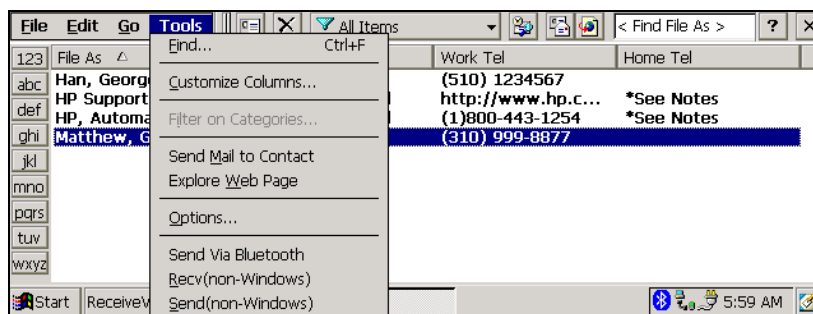 File Edit Go Tools All Items < Find File As > ?
Find... Ctrl+F
123 File As Work Tel Home Tel
abc Han, Georg (510) 1234567
Customize Columns...
HP Support http://www.hp.c... *See Notes
def HP, Automa (1)800-443-1254 *See Notes
Filter on Categories...
ghi Matthew, G (310) 999-8877
jkl Send Mail to Contact
mno Explore Web Page
pqrs Options...
tuv
wxyz Send Via Bluetooth
Recv(non-Windows)
Start ReceiveV Send(non-Windows) 5:59 AM